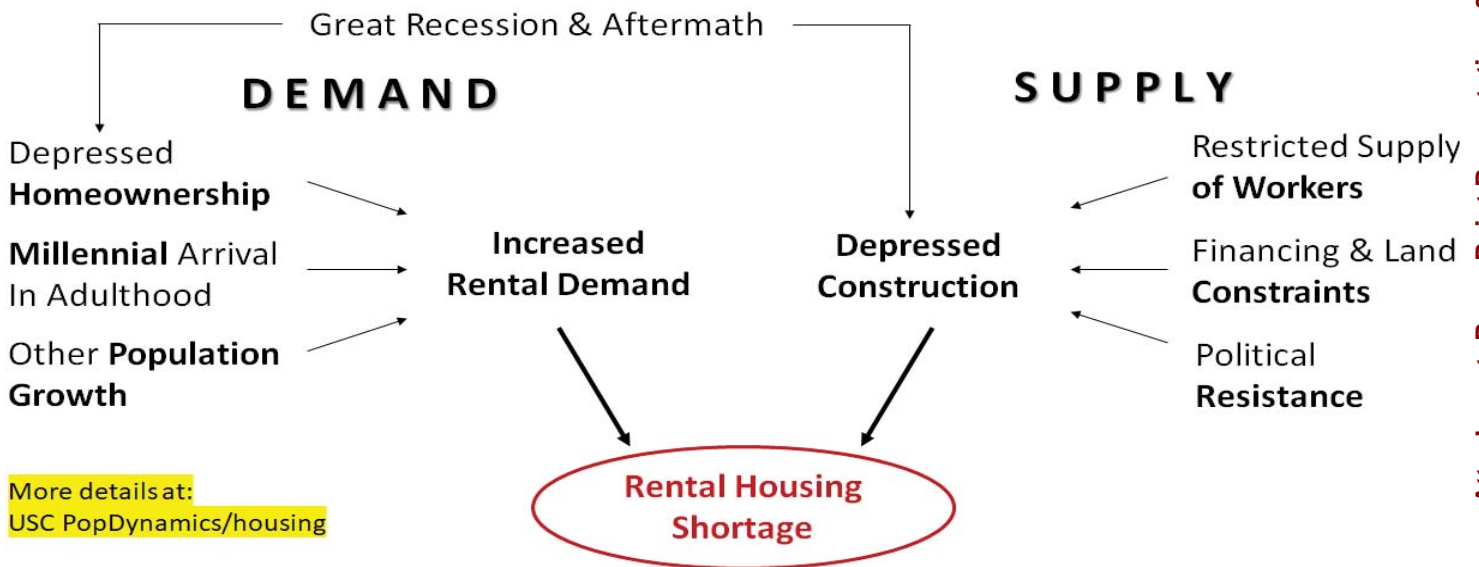 Great Recession & Aftermath
DEMAND
SUPPLY
Depressed
Homeownership
Millennial Arrival
In Adulthood
Other Population
Growth
Increased
Rental Demand
Depressed
Construction
Restricted Supply
of Workers
Financing & Land
Constraints
Political
Resistance
Rental Housing
Shortage
More details at:
USC PopDynamics/housing